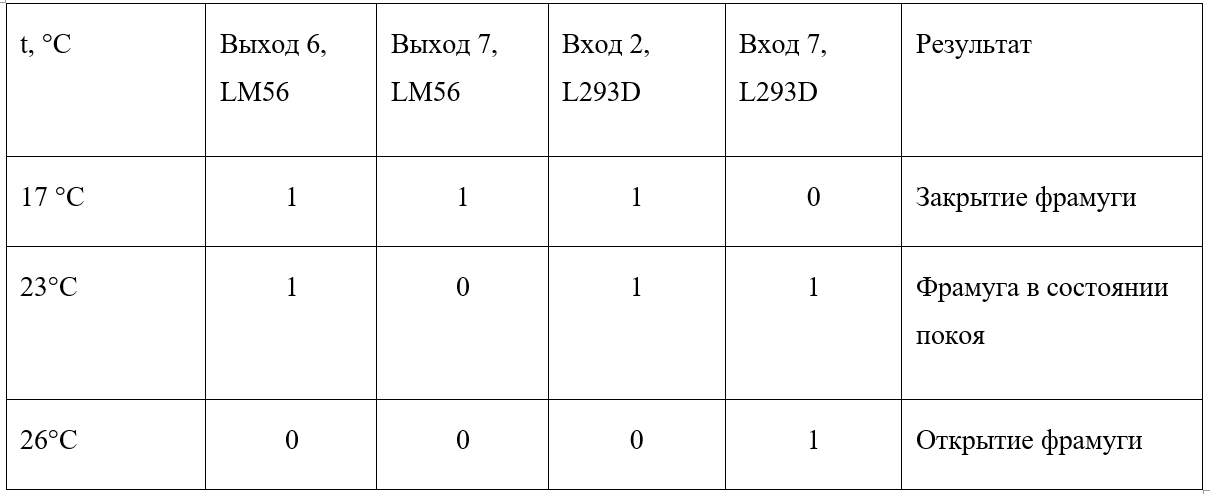 t, °C
Выход 6,
LM56
Выход 7,
LM56
Вход 2,
L293D
Вход 7,
L293D
Результат
17 °C
1
1
1
0
Закрытие фрамуги
23°C
1
0
1
1
Фрамуга в состоянии
покоя
26°C
0
0
0
1
Открытие фрамуги